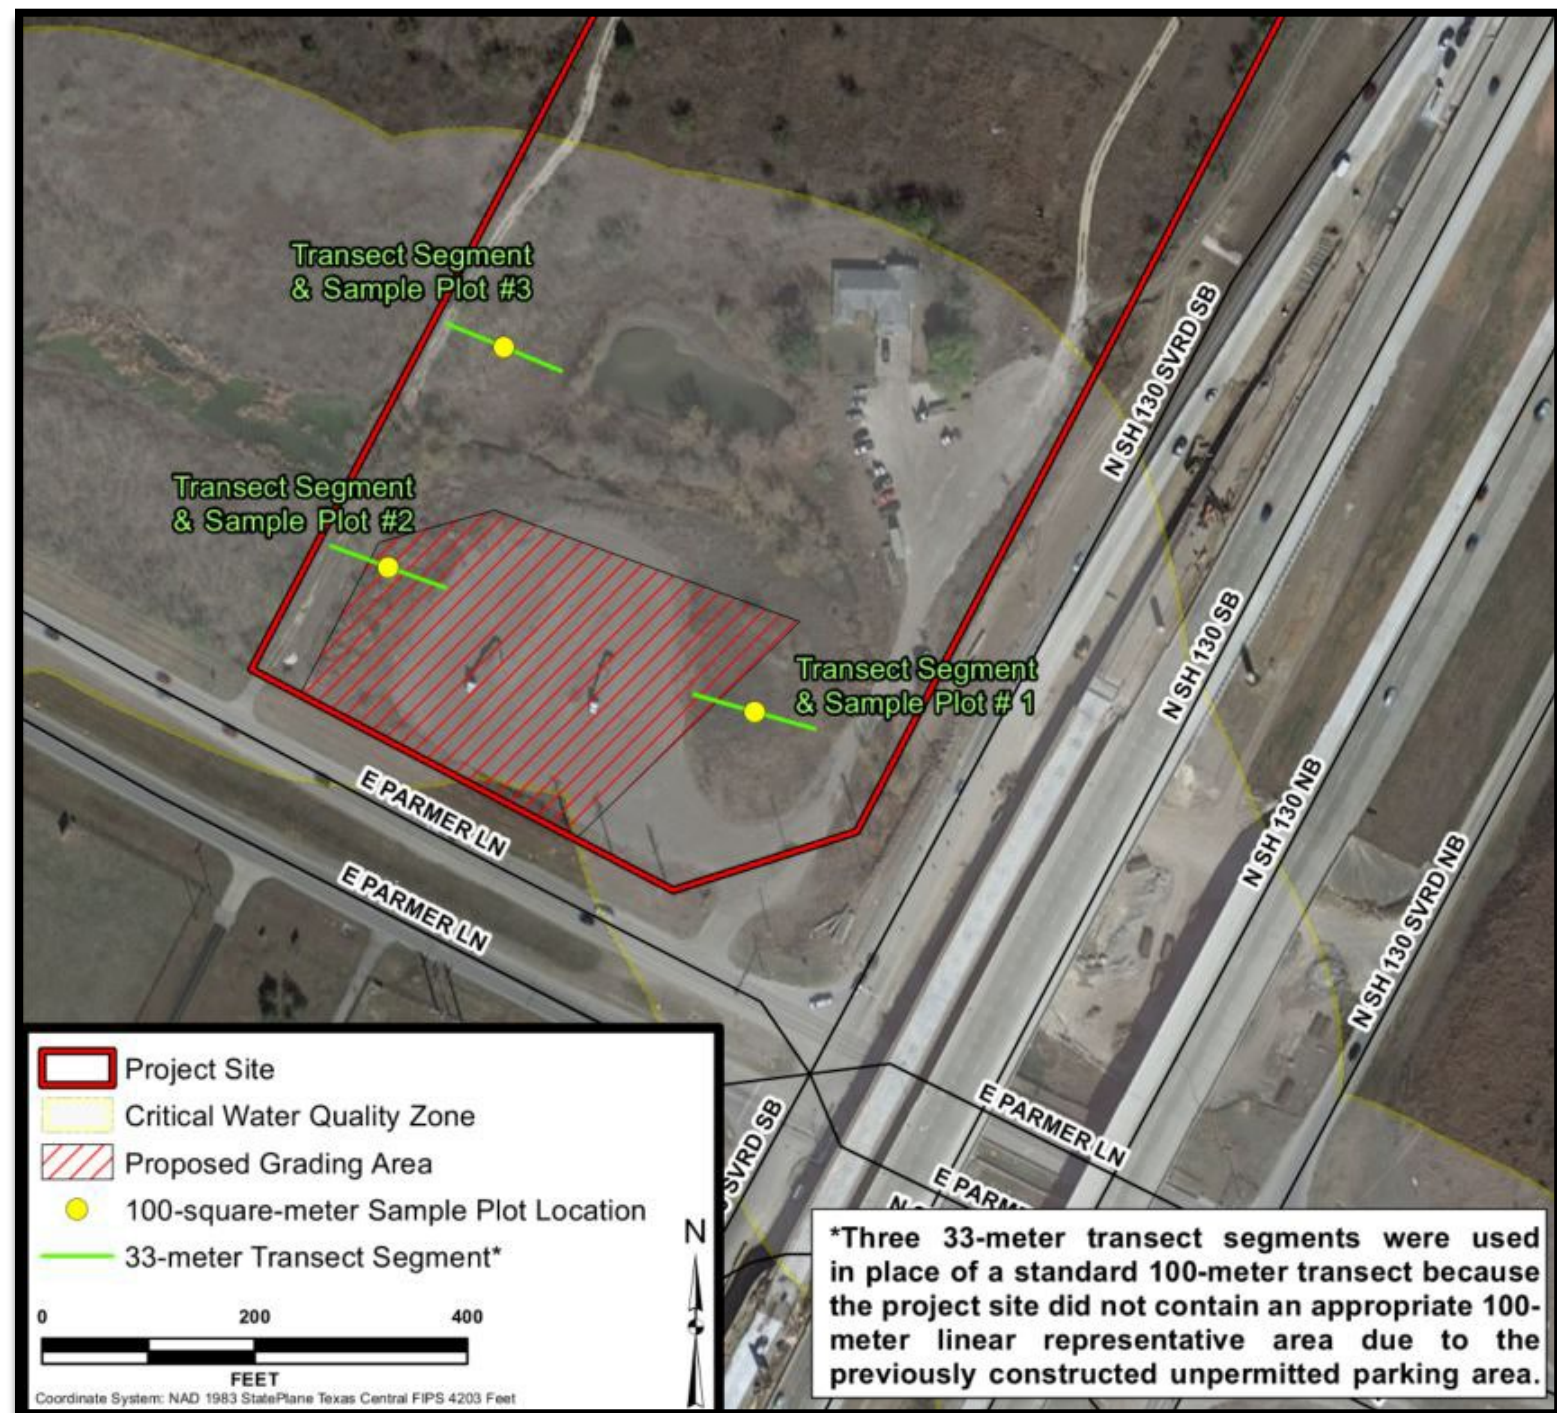 Transect Segment
& Sample Plot #3
N SH 130 SVRD SB
Transect Segment
& Sample Plot #2
N SH 130 SB
Transect Segment
& Sample Plot # 1
E PARMER LN
N SH 130 NB
E PARMER LN
N SH 130 SVRD NB
E PARMER LN
SVRD SB
E PARM
Project Site
Critical Water Quality Zone
Proposed Grading Area
100-square-meter Sample Plot Location
33-meter Transect Segment*
N
0 200 400
FEET
Coordinate System: NAD 1983 StatePlane Texas Central FIPS 4203 Feet
*Three 33-meter transect segments were used
in place of a standard 100-meter transect because
the project site did not contain an appropriate 100-
meter linear representative area due to the
previously constructed unpermitted parking area.